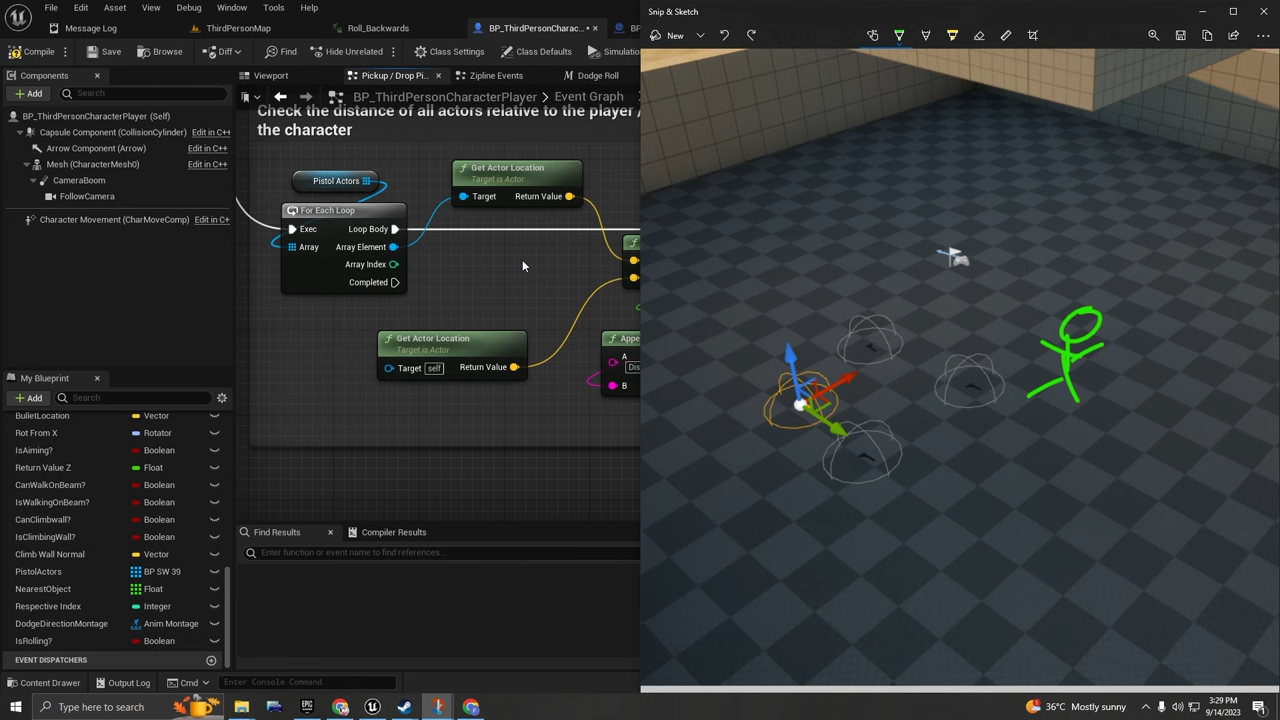 File
Edit
Asset
View
Debug
Window
Tools
Help
Snip & Sketch
Message Log
ThirdPersonMap
Roll_Backwards
BP_ThirdPersonCharac...
BP
New
Compile
Save
Browse
Diff
Find
Hide Unrelated
Class Settings
Class Defaults
Simulatio
Components
Viewport
Pickup / Drop Pi...
Zipline Events
Dodge Roll
Add
Search
BP_ThirdPersonCharacterPlayer > Event Graph
Check the distance of all actors relative to the player
the character
BP_ThirdPersonCharacterPlayer (Self)
Capsule Component (CollisionCylinder) Edit in C++
Arrow Component (Arrow) Edit in C++
Mesh (CharacterMesh0) Edit in C++
CameraBoom
FollowCamera
Character Movement (CharMoveComp) Edit in C+
Pistol Actors
For Each Loop
Exec Loop Body
Array Array Element
Array Index
Completed
Get Actor Location
Target is Actor
Target Return Value
Get Actor Location
Target is Actor
Target self Return Value
Appe
A
Dis
B
My Blueprint
Add
Search
BulletLocation Vector
Rot From X Rotator
IsAiming? Boolean
Return Value Z Float
CanWalkOnBeam? Boolean
IsWalkingOnBeam? Boolean
CanClimbwall? Boolean
IsClimbingWall? Boolean
Climb Wall Normal Vector
PistolActors BP SW 39
NearestObject Float
Respective Index Integer
DodgeDirectionMontage Anim Montage
IsRolling? Boolean
EVENT DISPATCHERS
Find Results
Compiler Results
Enter function or event name to find references...
Content Drawer
Output Log
Cmd
Enter Console Command
Type here to search
EPIC
36°F Mostly sunny
3:29 PM
9/14/2023
1